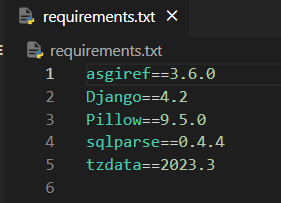 requirements.txt
requirements.txt
1 asgiref==3.6.0
2 Django==4.2
3 Pillow==9.5.0
4 sqlparse==0.4.4
5 tzdata==2023.3
6